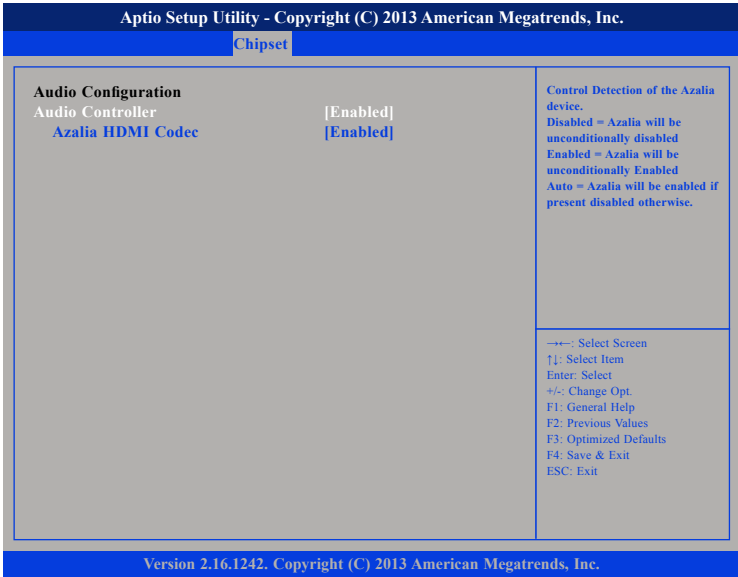 Aptio Setup Utility - Copyright (C) 2013 American Megatrends, Inc.
Chipset
Audio Configuration
Audio Controller [Enabled]
Azalia HDMI Codec [Enabled]
Control Detection of the Azalia
device.
Disabled = Azalia will be
unconditionally disabled
Enabled = Azalia will be
unconditionally Enabled
Auto = Azalia will be enabled if
present disabled otherwise.
→←: Select Screen
↑↓: Select Item
Enter: Select
+/-: Change Opt.
F1: General Help
F2: Previous Values
F3: Optimized Defaults
F4: Save & Exit
ESC: Exit
Version 2.16.1242. Copyright (C) 2013 American Megatrends, Inc.